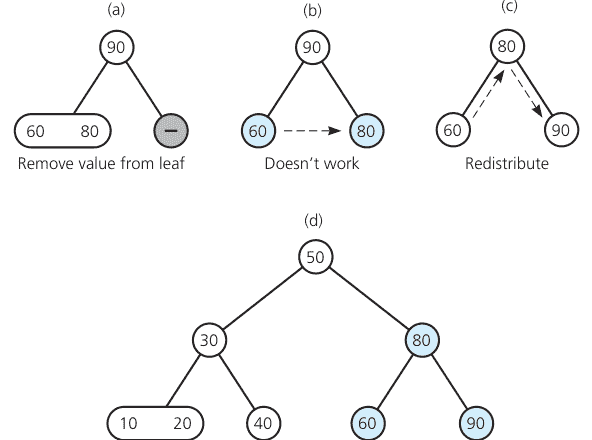 (a) (b) (c)
90 90 80
60 80 – 60 80 60 90
Remove value from leaf Doesn't work Redistribute
(d)
50
30 80
10 20 40 60 90